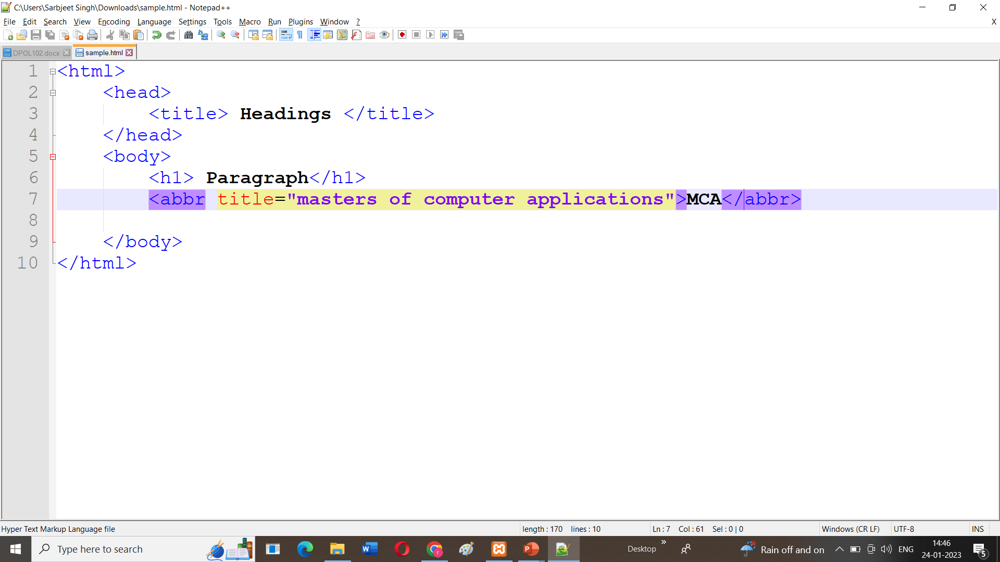 C:\Users\Sarbjeet Singh\Downloads\sample.html - Notepad++
File Edit Search View Encoding Language Settings Tools Macro Run Plugins Window ? X
DPOL102.docx sample.html
1 <html>
2 <head>
3 <title> Headings </title>
4 </head>
5 <body>
6 <h1> Paragraph</h1>
7 <abbr title="masters of computer applications">MCA</abbr>
8
9 </body>
10 </html>
Hyper Text Markup Language file length : 170 lines : 10 Ln : 7 Col : 61 Sel : 0 | 0 Windows (CR LF) UTF-8 INS
Type here to search Desktop » Rain off and on ENG 14:46
24-01-2023 5